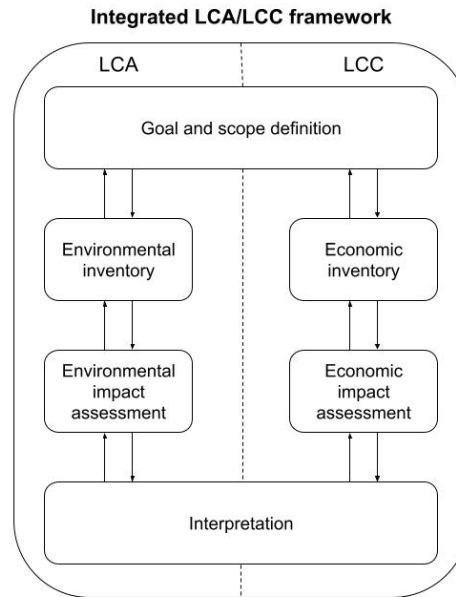 Integrated LCA/LCC framework
LCA
LCC
Goal and scope definition
Environmental
inventory
Economic
inventory
Environmental
impact
assessment
Economic
impact
assessment
Interpretation